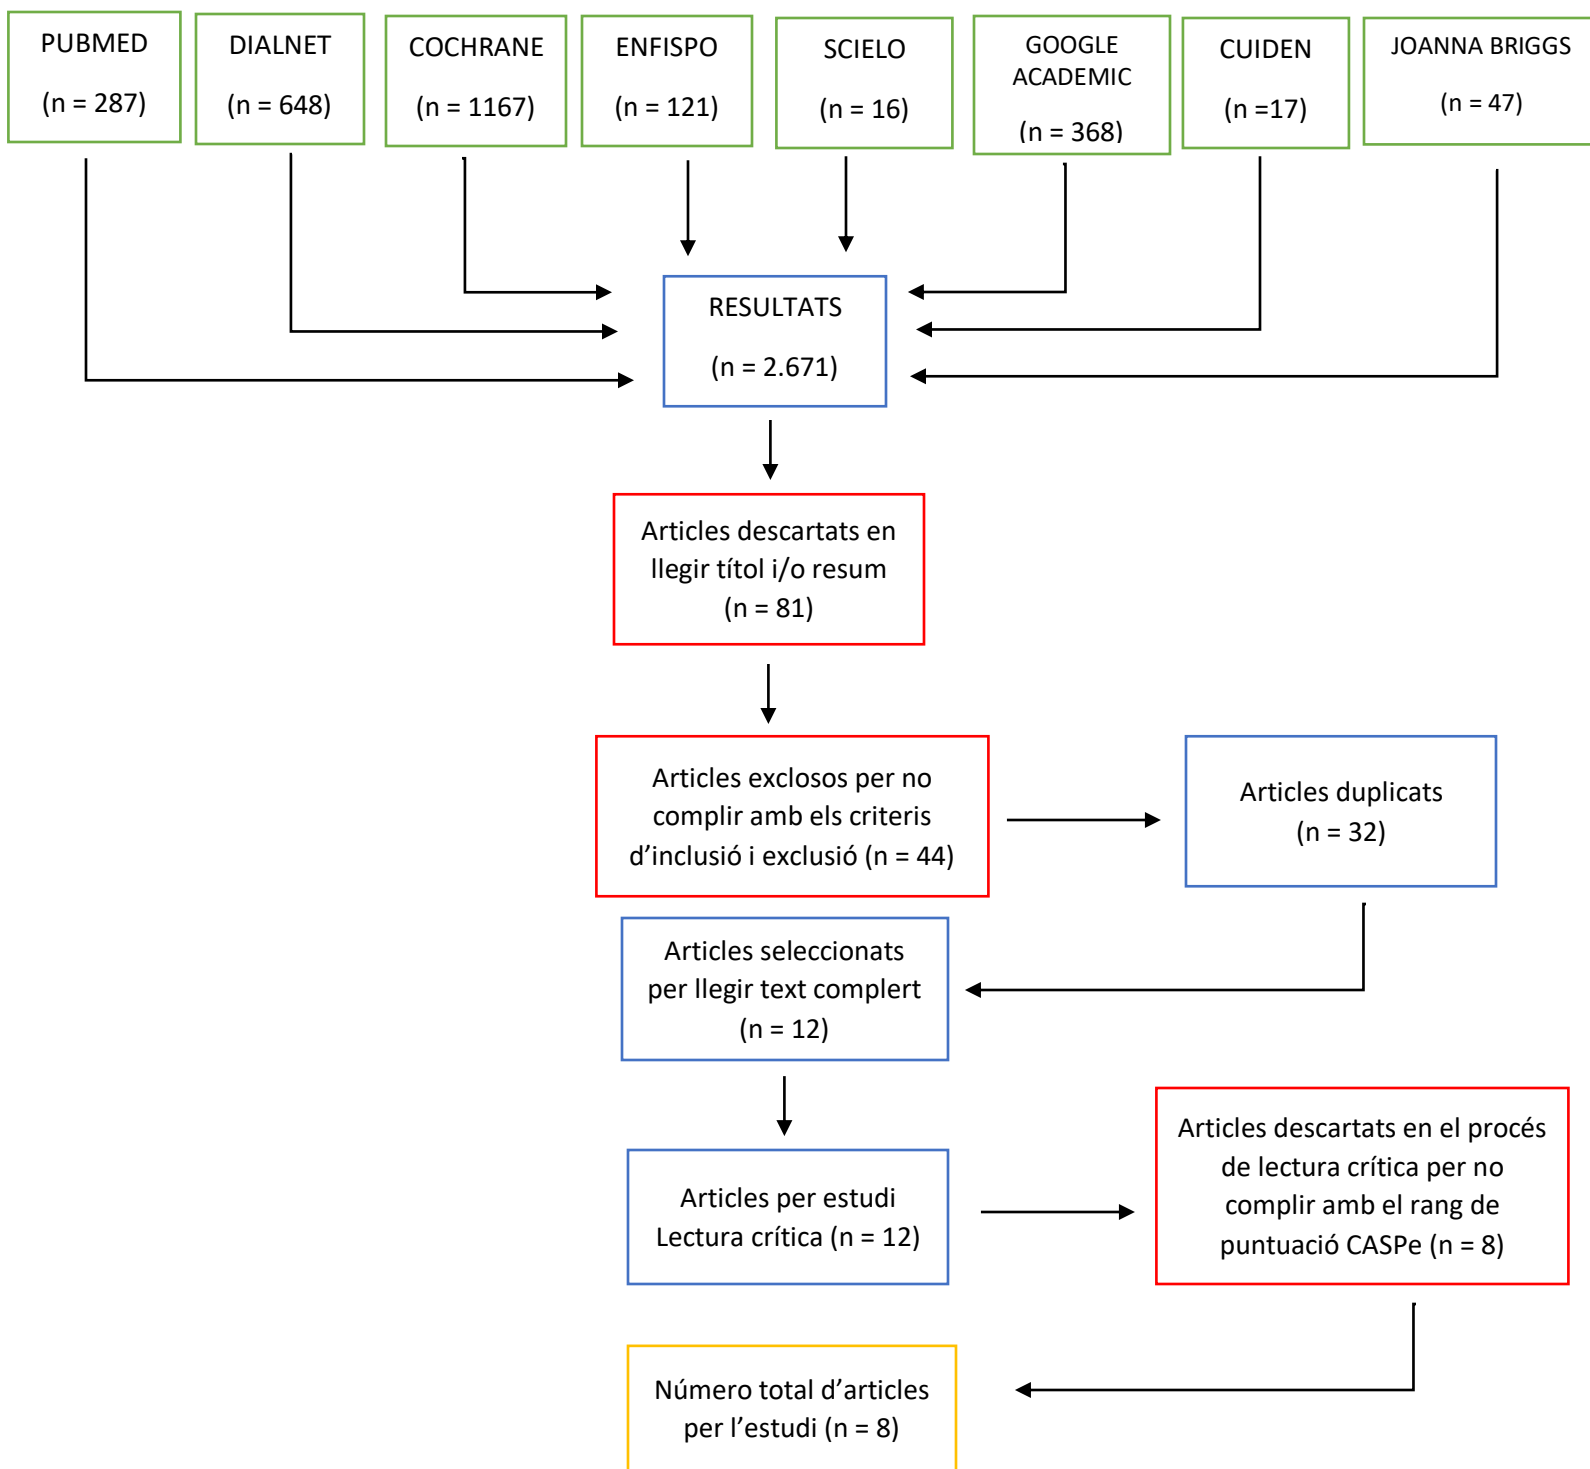 PUBMED
(n = 287)
DIALNET
(n = 648)
COCHRANE
(n = 1167)
ENFISPO
(n = 121)
SCIELO
(n = 16)
GOOGLE
ACADEMIC
(n = 368)
CUIDEN
(n =17)
JOANNA BRIGGS
(n = 47)
RESULTATS
(n = 2.671)
Articles descartats en
llegir títol i/o resum
(n = 81)
Articles exclosos per no
complir amb els criteris
d’inclusió i exclusió (n = 44)
Articles duplicats
(n = 32)
Articles seleccionats
per llegir text complert
(n = 12)
Articles per estudi
Lectura crítica (n = 12)
Articles descartats en el procés
de lectura crítica per no
complir amb el rang de
puntuació CASPe (n = 8)
Número total d’articles
per l’estudi (n = 8)